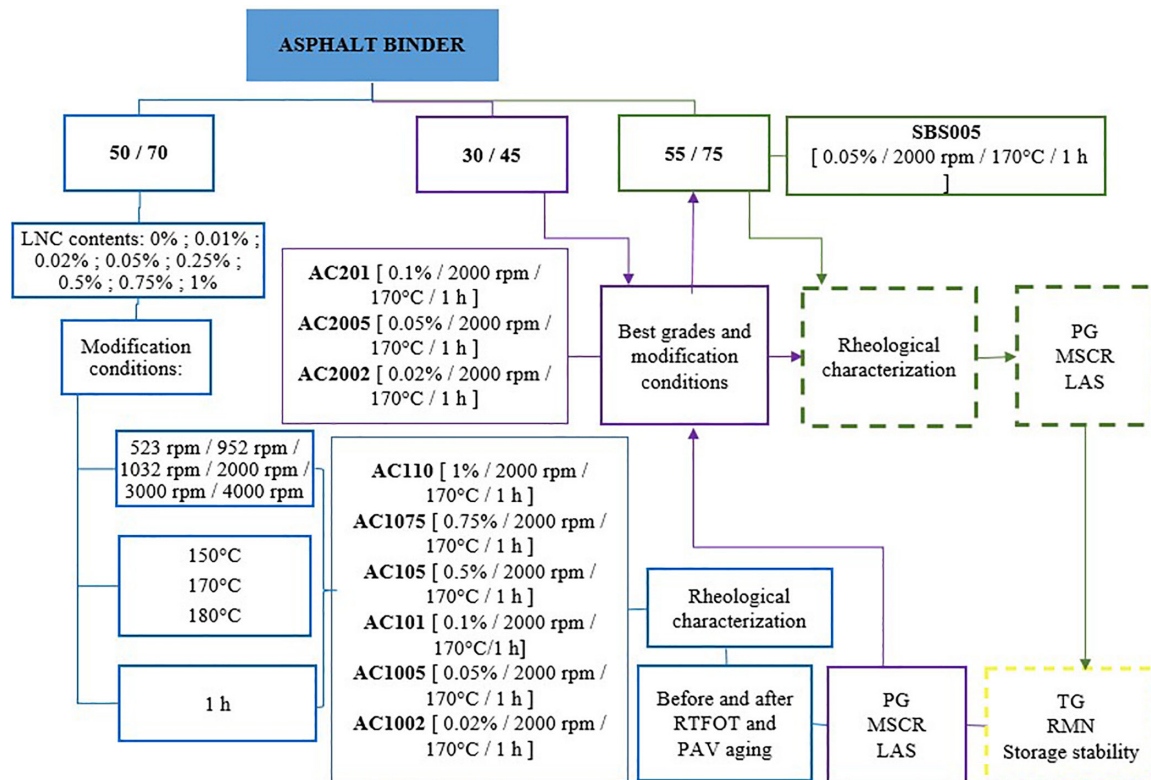 ASPHALT BINDER
50 / 70
30 / 45
55 / 75
SBS005
[ 0.05% / 2000 rpm / 170°C / 1 h
]
LNC contents: 0% ; 0.01% ;
0.02% ; 0.05% ; 0.25% ;
0.5% ; 0.75% ; 1%
Modification
conditions:
AC201 [ 0.1% / 2000 rpm /
170°C / 1 h ]
AC2005 [ 0.05% / 2000 rpm /
170°C / 1 h ]
AC2002 [ 0.02% / 2000 rpm /
170°C / 1 h ]
Best grades and
modification
conditions
Rheological
characterization
PG
MSCR
LAS
523 rpm / 952 rpm /
1032 rpm / 2000 rpm /
3000 rpm / 4000 rpm
150°C
170°C
180°C
1 h
AC110 [ 1% / 2000 rpm /
170°C / 1 h ]
AC1075 [ 0.75% / 2000 rpm /
170°C / 1 h ]
AC105 [ 0.5% / 2000 rpm /
170°C / 1 h ]
AC101 [ 0.1% / 2000 rpm /
170°C/1 h]
AC1005 [ 0.05% / 2000 rpm /
170°C / 1 h ]
AC1002 [ 0.02% / 2000 rpm /
170°C / 1 h ]
Rheological
characterization
Before and after
RTFOT and
PAV aging
PG
MSCR
LAS
TG
RMN
Storage stability